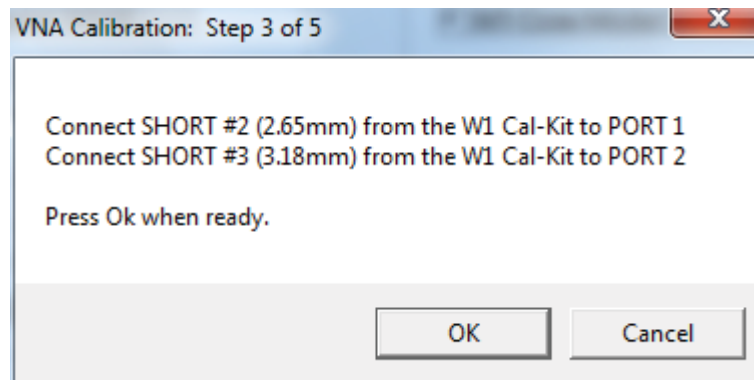 VNA Calibration: Step 3 of 5
Connect SHORT #2 (2.65mm) from the W1 Cal-Kit to PORT 1
Connect SHORT #3 (3.18mm) from the W1 Cal-Kit to PORT 2
Press Ok when ready.
OK
Cancel